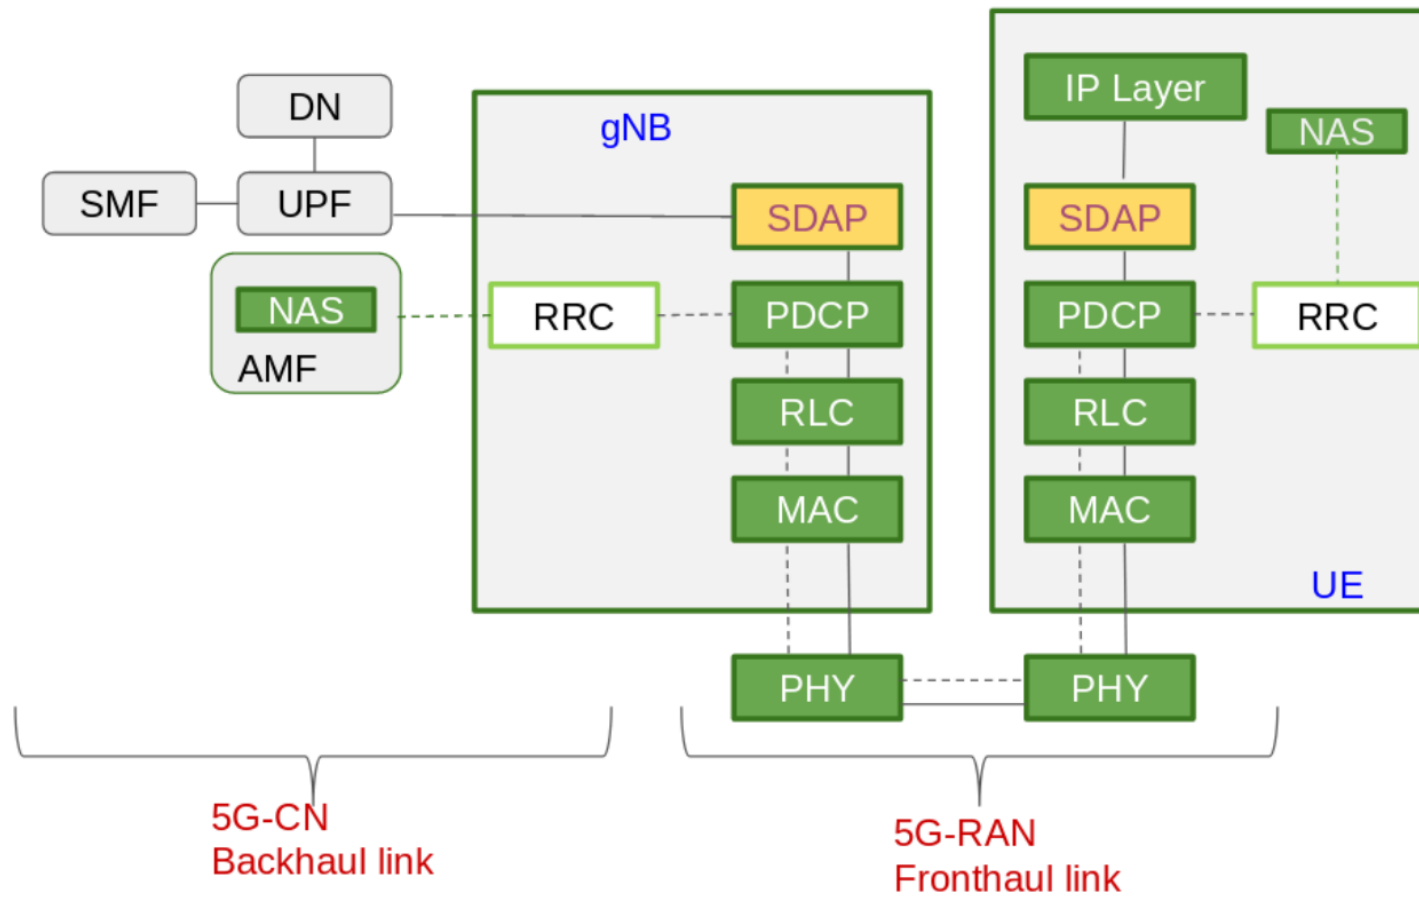 DN
SMF
UPF
NAS
AMF
gNB
SDAP
RRC
PDCP
RLC
MAC
PHY
IP Layer
NAS
SDAP
PDCP
RRC
RLC
MAC
UE
PHY
5G-CN
Backhaul link
5G-RAN
Fronthaul link